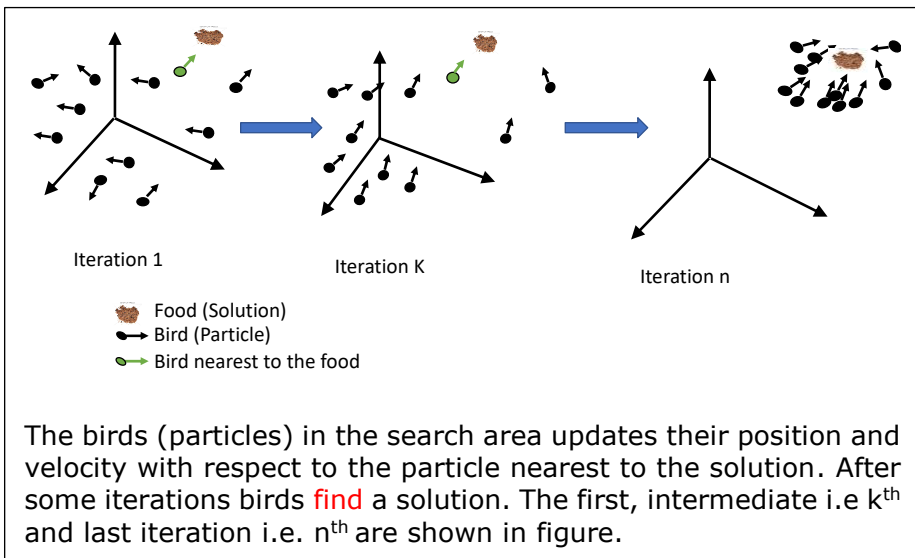 Iteration 1
Iteration K
Iteration n
Food (Solution)
Bird (Particle)
Bird nearest to the food
The birds (particles) in the search area updates their position and
velocity with respect to the particle nearest to the solution. After
some iterations birds find a solution. The first, intermediate i.e kth
and last iteration i.e. nth are shown in figure.